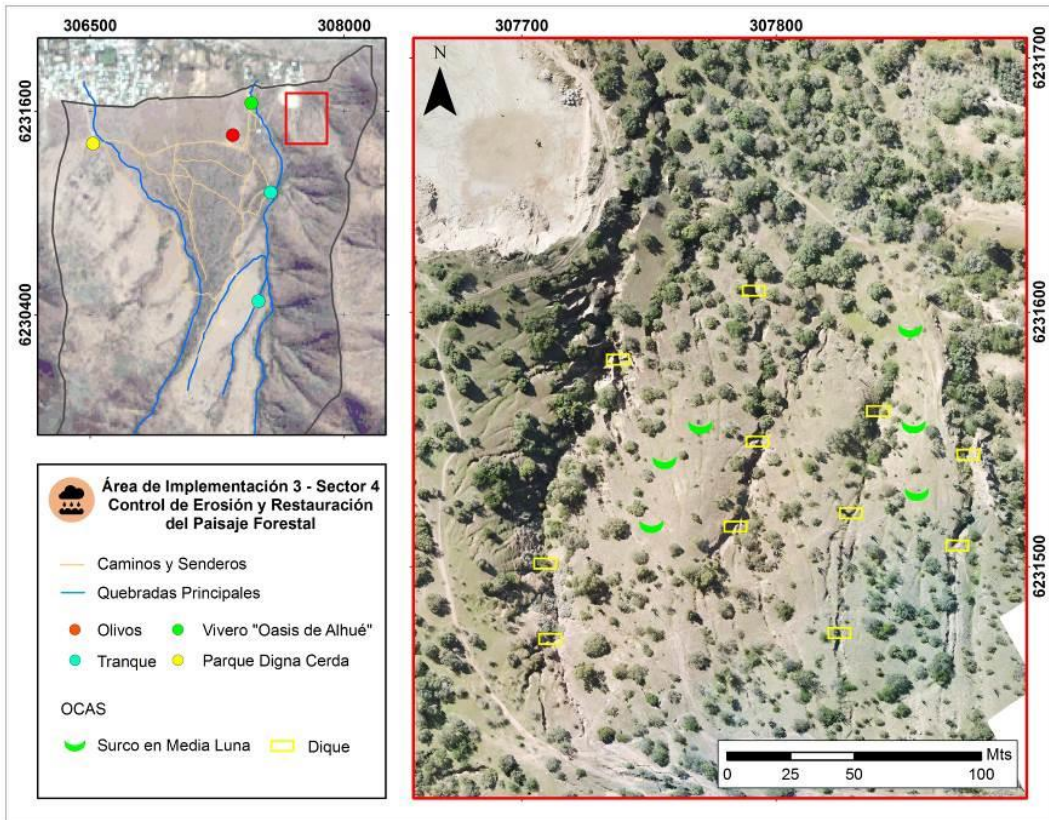 306500
308000
6231600
6230400
307700
307800
6231700
6231600
6231500
N
Área de Implementación 3 - Sector 4
Control de Erosión y Restauración
del Paisaje Forestal
Caminos y Senderos
Quebradas Principales
Olivos
Vivero "Oasis de Alhué"
Tranque
Parque Digna Cerda
OCAS
Surco en Media Luna
Dique
Mts
0 25 50 100